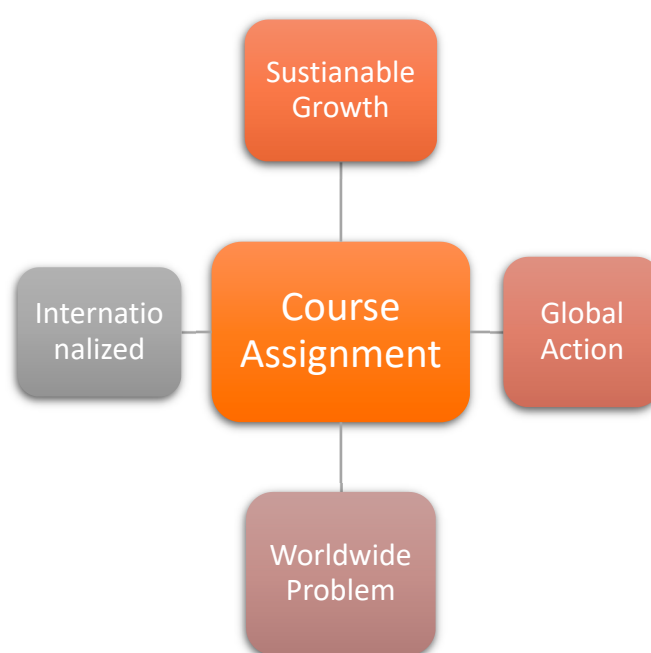 Sustianable
Growth
Internatio
nalized
Course
Assignment
Global
Action
Worldwide
Problem